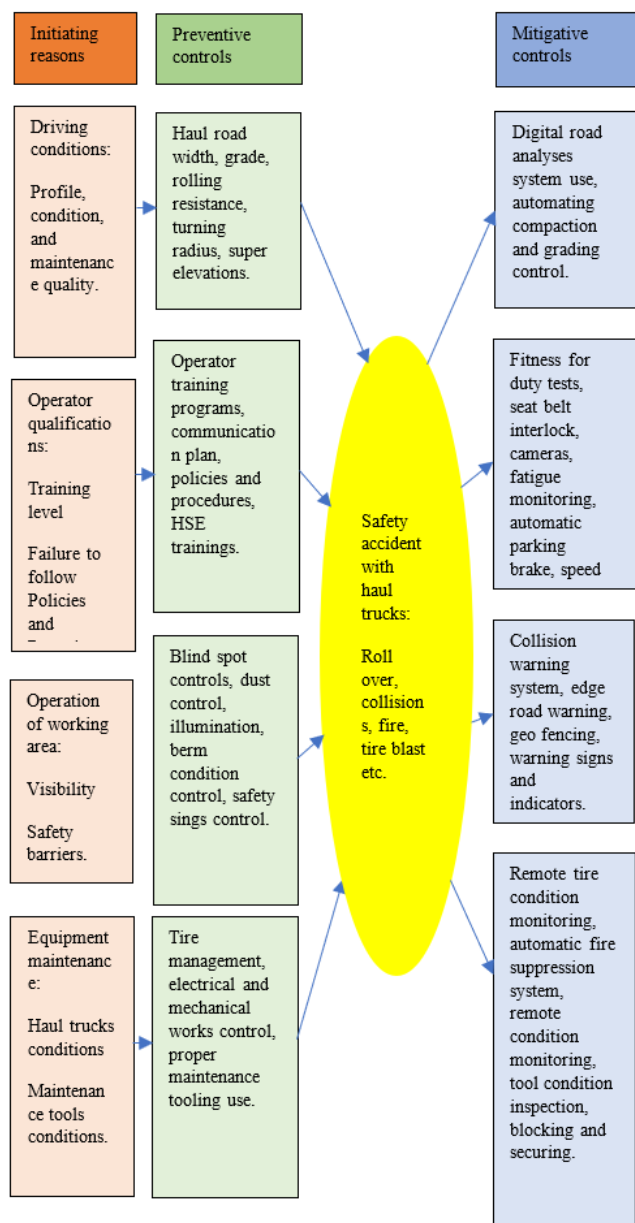 Initiating
reasons
Preventive
controls
Mitigative
controls
Driving
conditions:
Profile,
condition,
and
maintenanc
e quality.
Haul road
width, grade,
rolling
resistance,
turning
radius, super
elevations.
Digital road
analyses
system use,
automating
compaction
and grading
control.
Operator
qualificatio
ns:
Training
level
Failure to
follow
Policies and
Operator
training
programs,
communicatio
n plan,
policies and
procedures,
HSE
trainings.
Safety
accident
with
haul
trucks:
Roll
over,
collision
s, fire,
tire blast
etc.
Fitness for
duty tests,
seat belt
interlock,
cameras,
fatigue
monitoring,
automatic
parking
brake, speed
Operation
of working
area:
Visibility
Safety
barriers.
Blind spot
controls, dust
control,
illumination,
berm
condition
control, safety
sings control.
Collision
warning
system, edge
road warning,
geo fencing,
warning signs
and
indicators.
Equipment
maintenanc
e:
Haul trucks
conditions
Maintenan
ce tools
conditions.
Tire
management,
electrical and
mechanical
works control,
proper
maintenance
tooling use.
Remote tire
condition
monitoring,
automatic fire
suppression
system,
remote
condition
monitoring,
tool condition
inspection,
blocking and
securing.